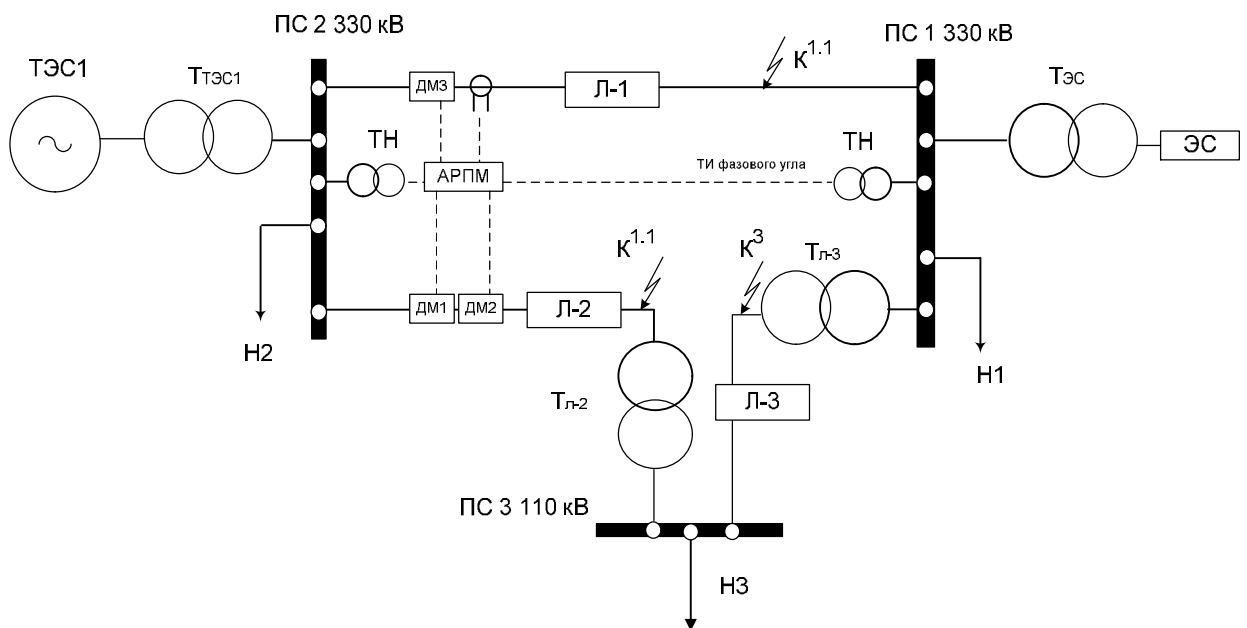 ПС 2 330 кВ
ПС 1 330 кВ
ТЭС1
ТТЭС1
ДМ3
Л-1
К1.1
ТЭС
ЭС
ТН
АРПМ
ТИ фазового угла
ТН
К1.1
К3
Тл-3
ДМ1
ДМ2
Л-2
Н2
Н1
Тл-2
Л-3
ПС 3 110 кВ
Н3